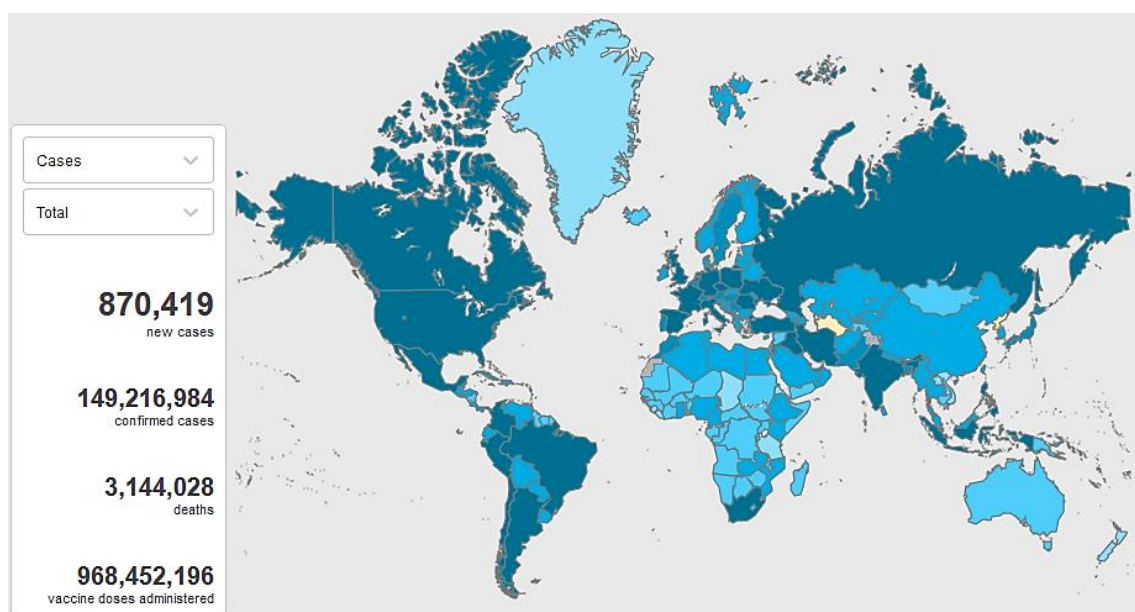 Cases
Total
870,419
new cases
149,216,984
confirmed cases
3,144,028
deaths
968,452,196
vaccine doses administered